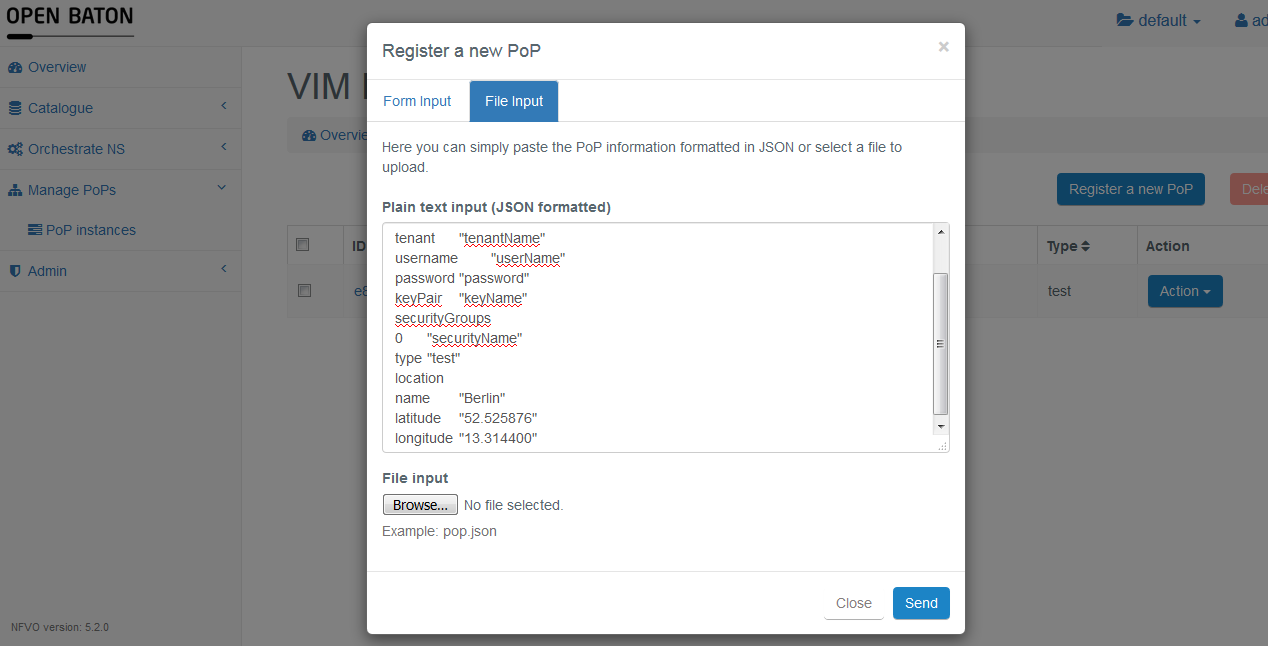 OPEN BATON
default
Overview
Catalogue
Orchestrate NS
Manage PoPs
PoP instances
Admin
NFVO version: 5.2.0
VIM
Register a new PoP
ID
Type
Action
test
Action
Register a new PoP
×
Form Input
File Input
Here you can simply paste the PoP information formatted in JSON or select a file to
upload.
Plain text input (JSON formatted)
tenant "tenantName"
username "userName"
password "password"
keyPair "keyName"
securityGroups
0 "securityName"
type "test"
location
name "Berlin"
latitude "52.525876"
longitude "13.314400"
File input
Browse... No file selected.
Example: pop.json
Close
Send